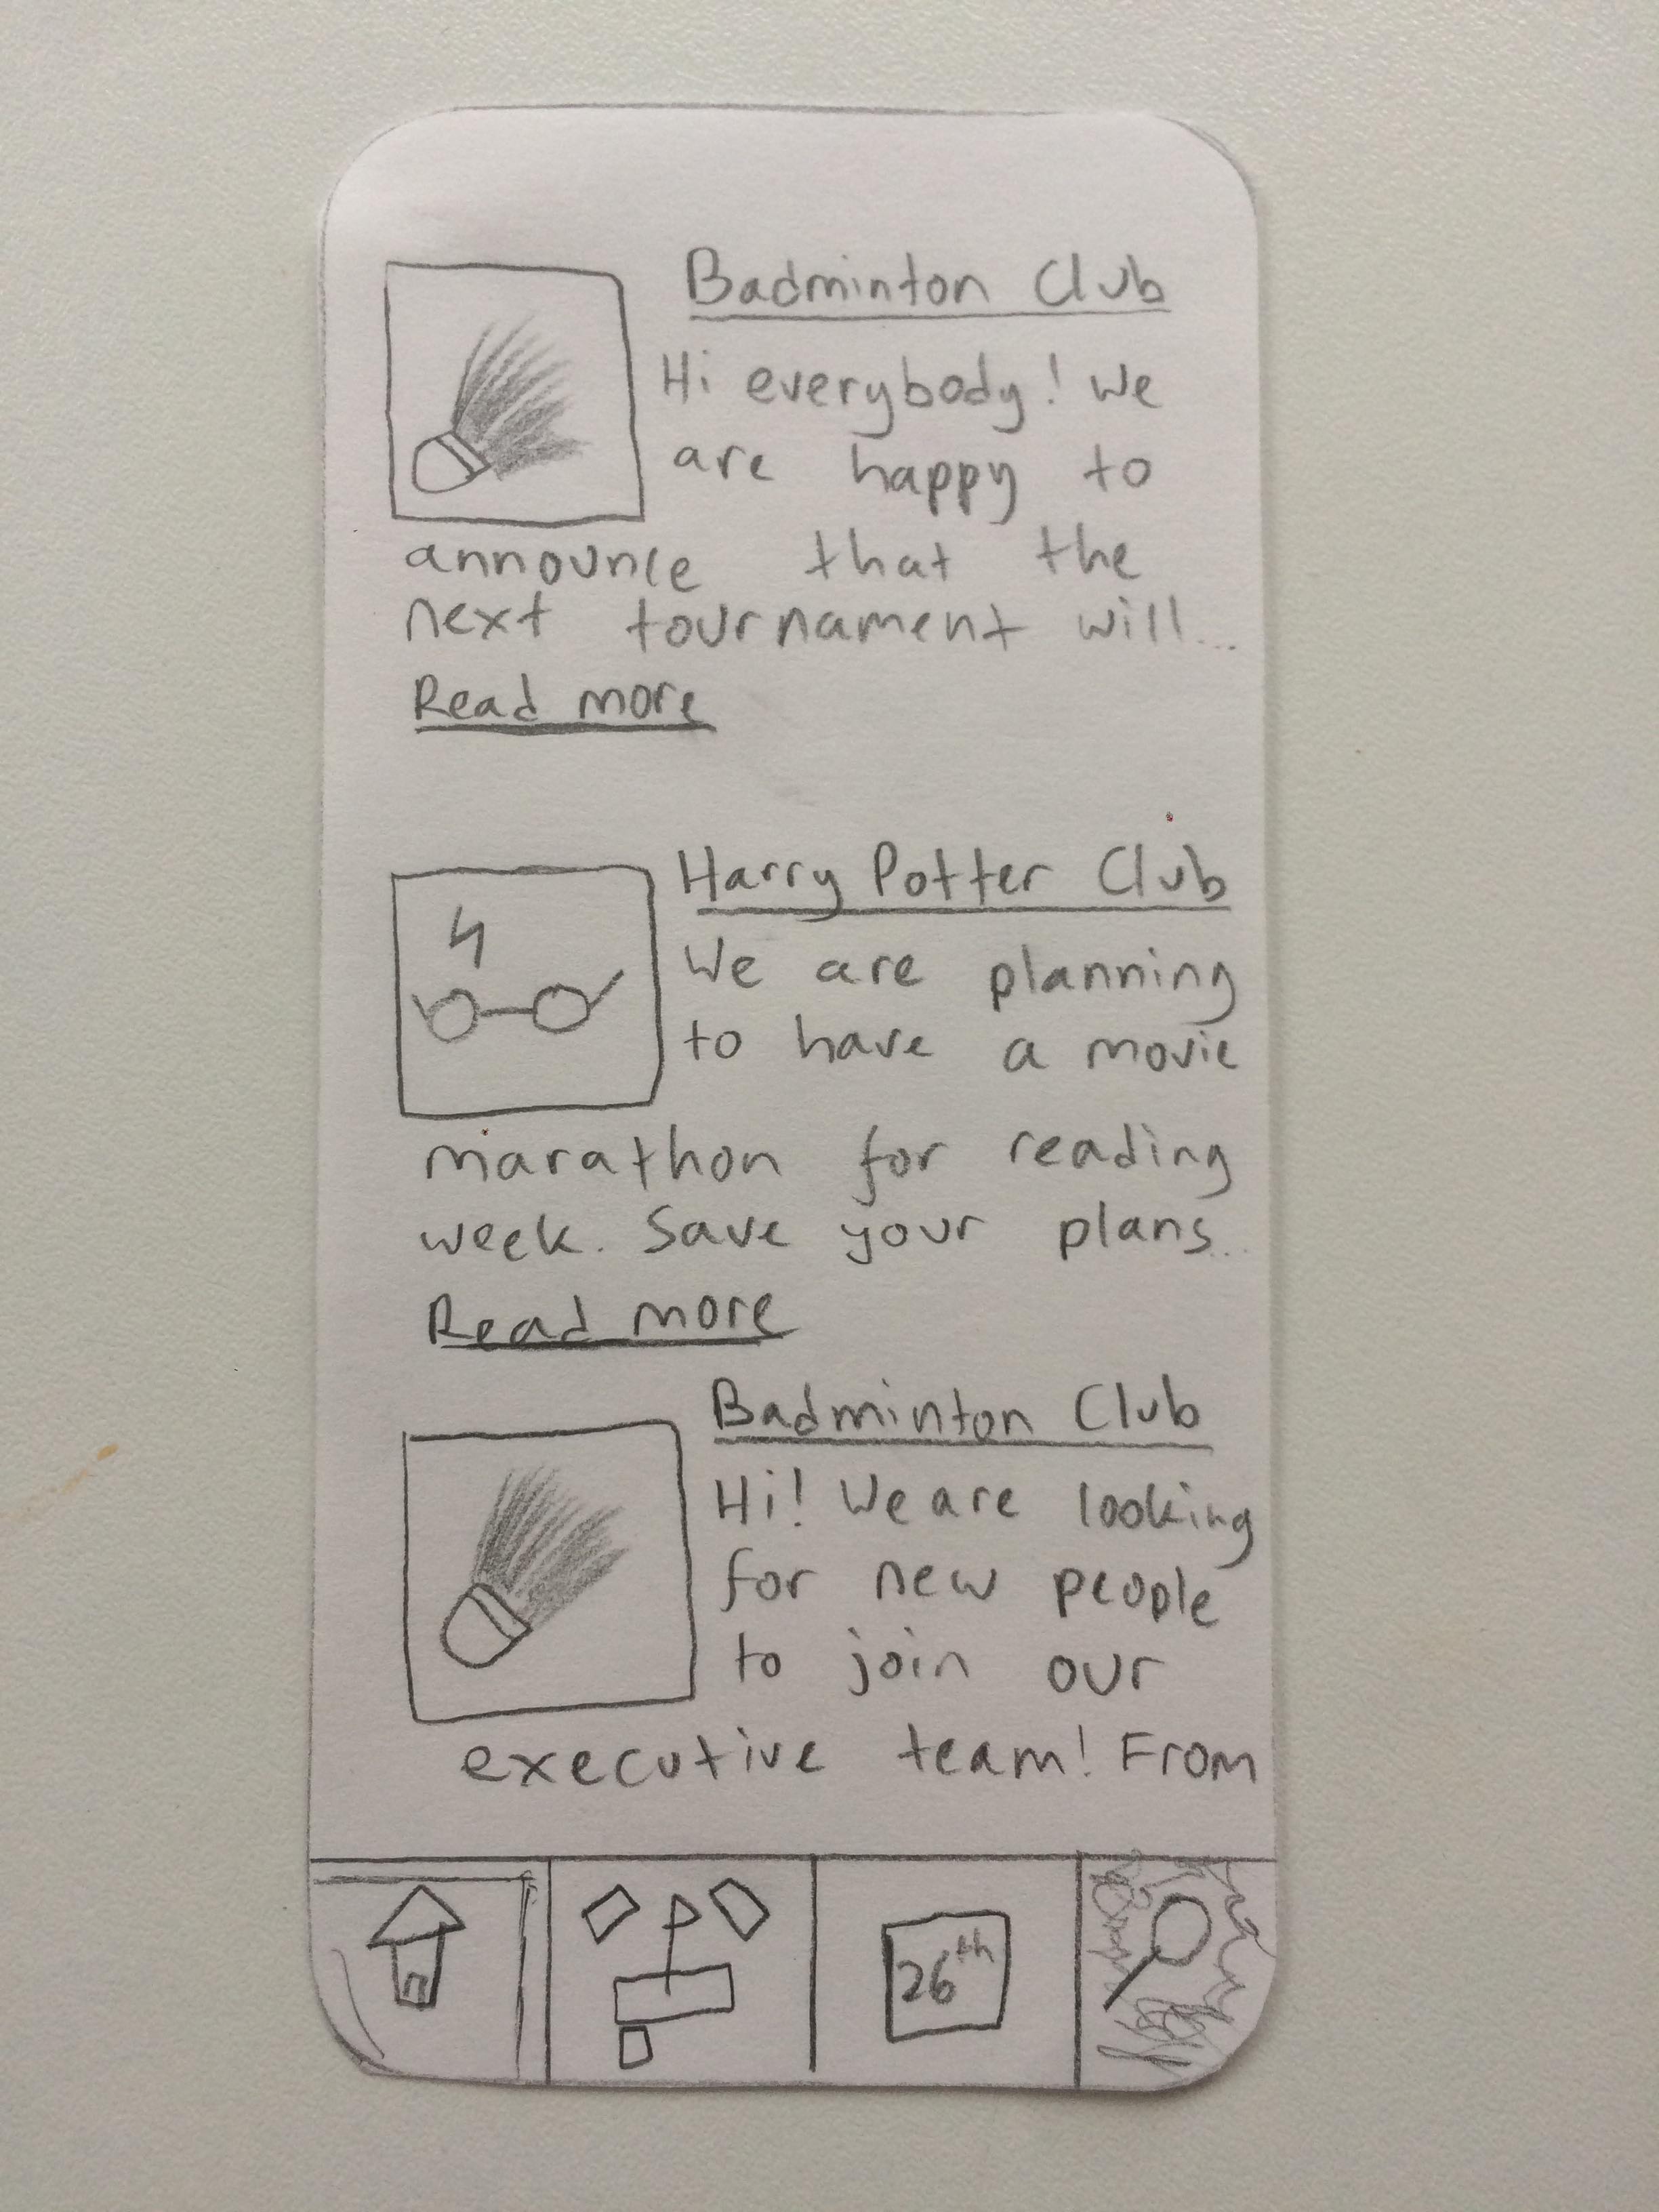 Badminton Club
Hi everybody! We
are happy to
announce that the
next tournament will...
Read more
Harry Potter Club
We are planning
to have a movie
marathon for reading
week. Save your plans...
Read more
Badminton Club
Hi! We are looking
for new people
to join our
executive team! From
26th